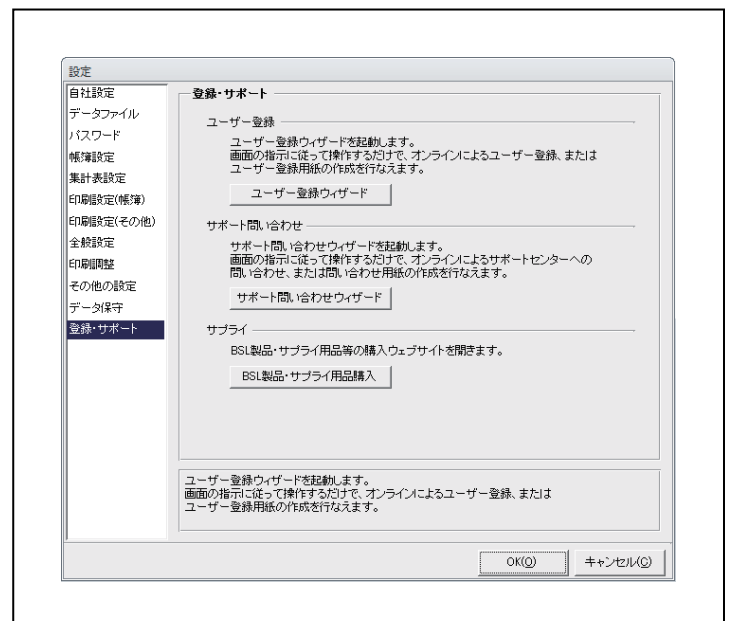 設定
自社設定
データファイル
パスワード
帳簿設定
集計表設定
印刷設定(帳簿)
印刷設定(その他)
全般設定
印刷調整
その他の設定
データ保守
登録・サポート
登録・サポート
ユーザー登録
ユーザー登録ウィザードを起動します。
画面の指示に従って操作するだけで、オンラインによるユーザー登録、または
ユーザー登録用紙の作成を行なえます。
ユーザー登録ウィザード
サポート問い合わせ
サポート問い合わせウィザードを起動します。
画面の指示に従って操作するだけで、オンラインによるサポートセンターへの
問い合わせ、または問い合わせ用紙の作成を行なえます。
サポート問い合わせウィザード
サプライ
BSL製品・サプライ用品等の購入ウェブサイトを開きます。
BSL製品・サプライ用品購入
ユーザー登録ウィザードを起動します。
画面の指示に従って操作するだけで、オンラインによるユーザー登録、または
ユーザー登録用紙の作成を行なえます。
OK(O)
キャンセル(C)